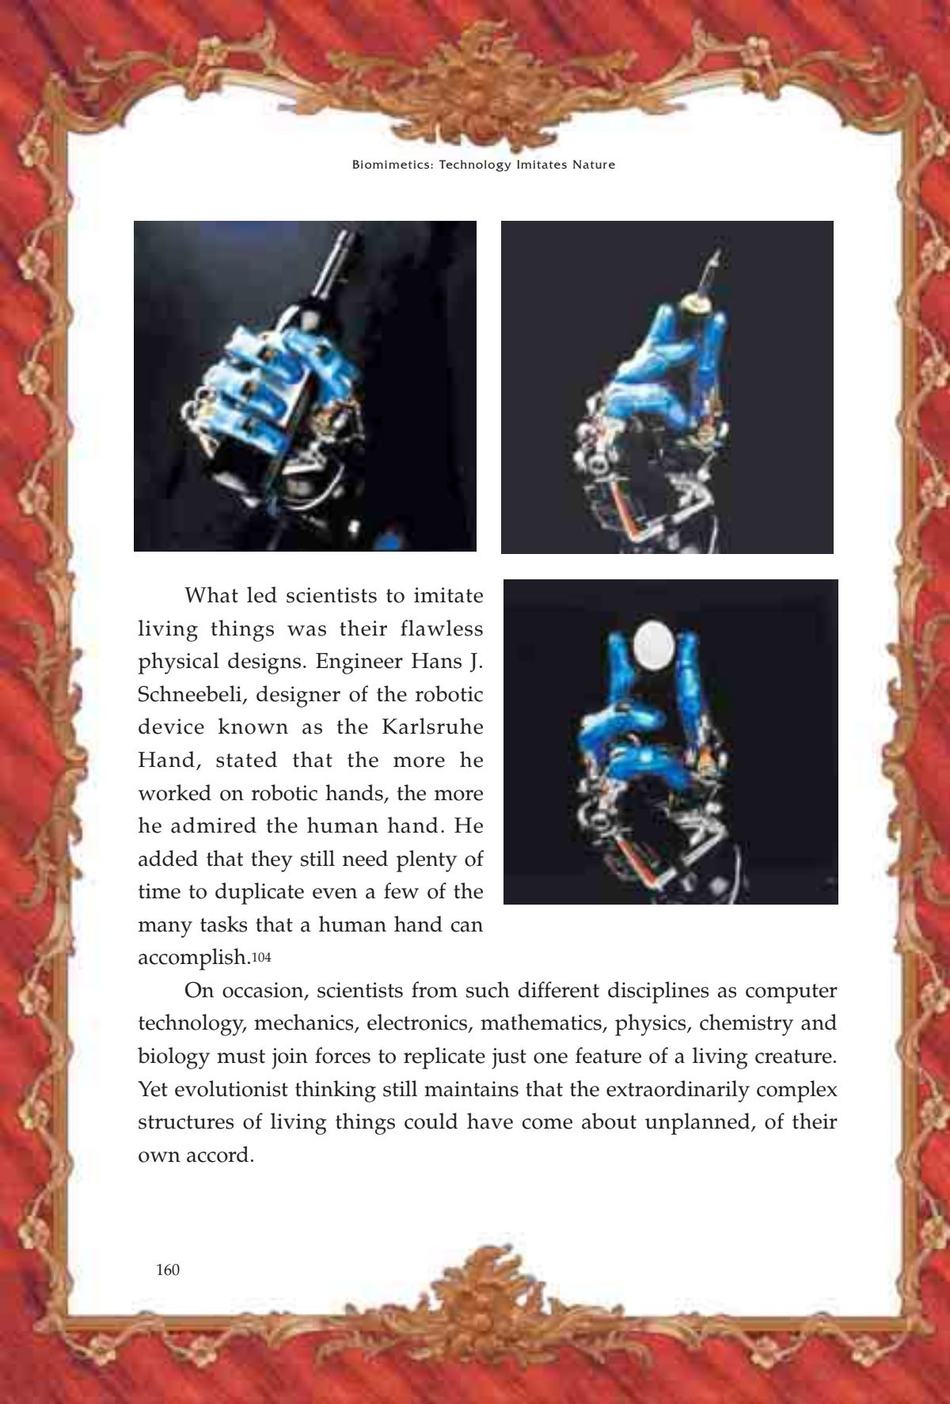 Biomimetics: Technology Imitates Nature
What led scientists to imitate
living things was their flawless
physical designs. Engineer Hans J.
Schneebeli, designer of the robotic
device known as the Karlsruhe
Hand, stated that the more he
worked on robotic hands, the more
he admired the human hand. He
added that they still need plenty of
time to duplicate even a few of the
many tasks that a human hand can
accomplish.104
On occasion, scientists from such different disciplines as computer
technology, mechanics, electronics, mathematics, physics, chemistry and
biology must join forces to replicate just one feature of a living creature.
Yet evolutionist thinking still maintains that the extraordinarily complex
structures of living things could have come about unplanned, of their
own accord.
160